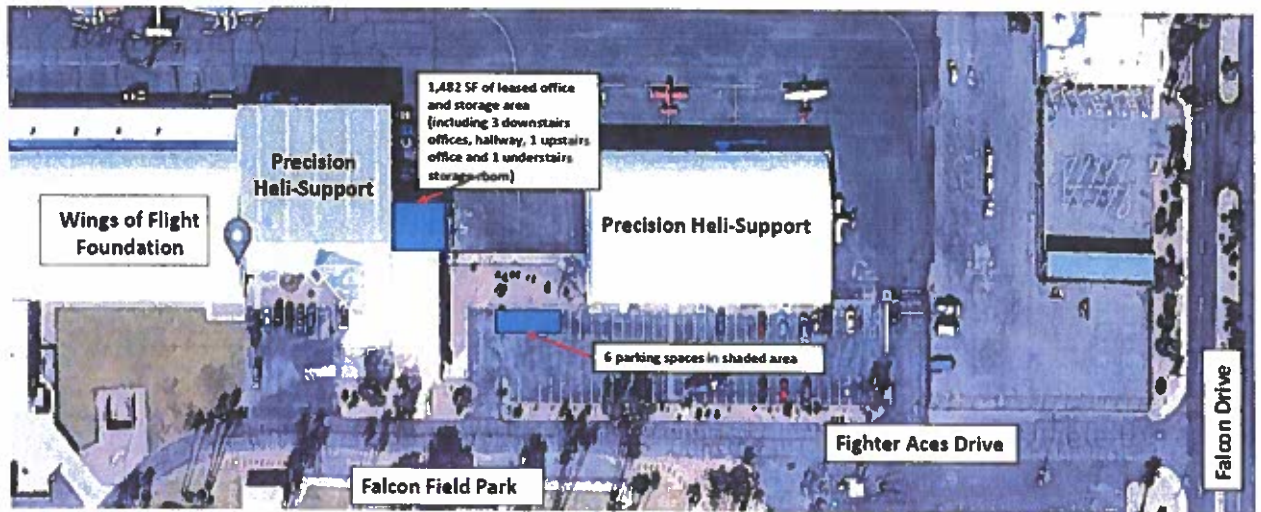 1,482 SF of leased office
and storage area
(including 3 downstairs
offices, hallway, 1 upstairs
office and 1 understairs
storage room)
Precision
Heli-Support
Wings of Flight
Foundation
Precision Heli-Support
6 parking spaces in shaded area
Fighter Aces Drive
Falcon Drive
Falcon Field Park